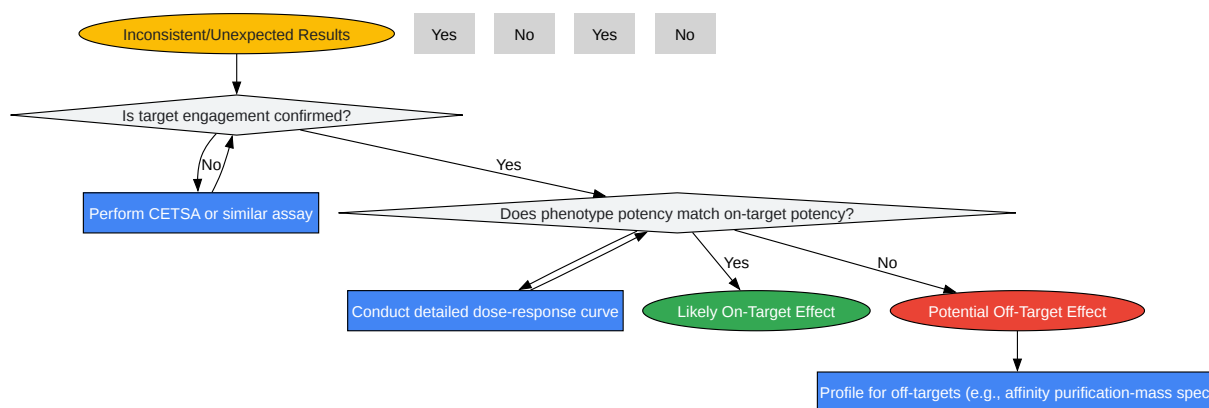 Inconsistent/Unexpected Results
Yes
No
Yes
No
Is target engagement confirmed?
No
Yes
Perform CETSA or similar assay
Does phenotype potency match on-target potency?
Yes
No
Conduct detailed dose-response curve
Likely On-Target Effect
Potential Off-Target Effect
Profile for off-targets (e.g., affinity purification-mass spec